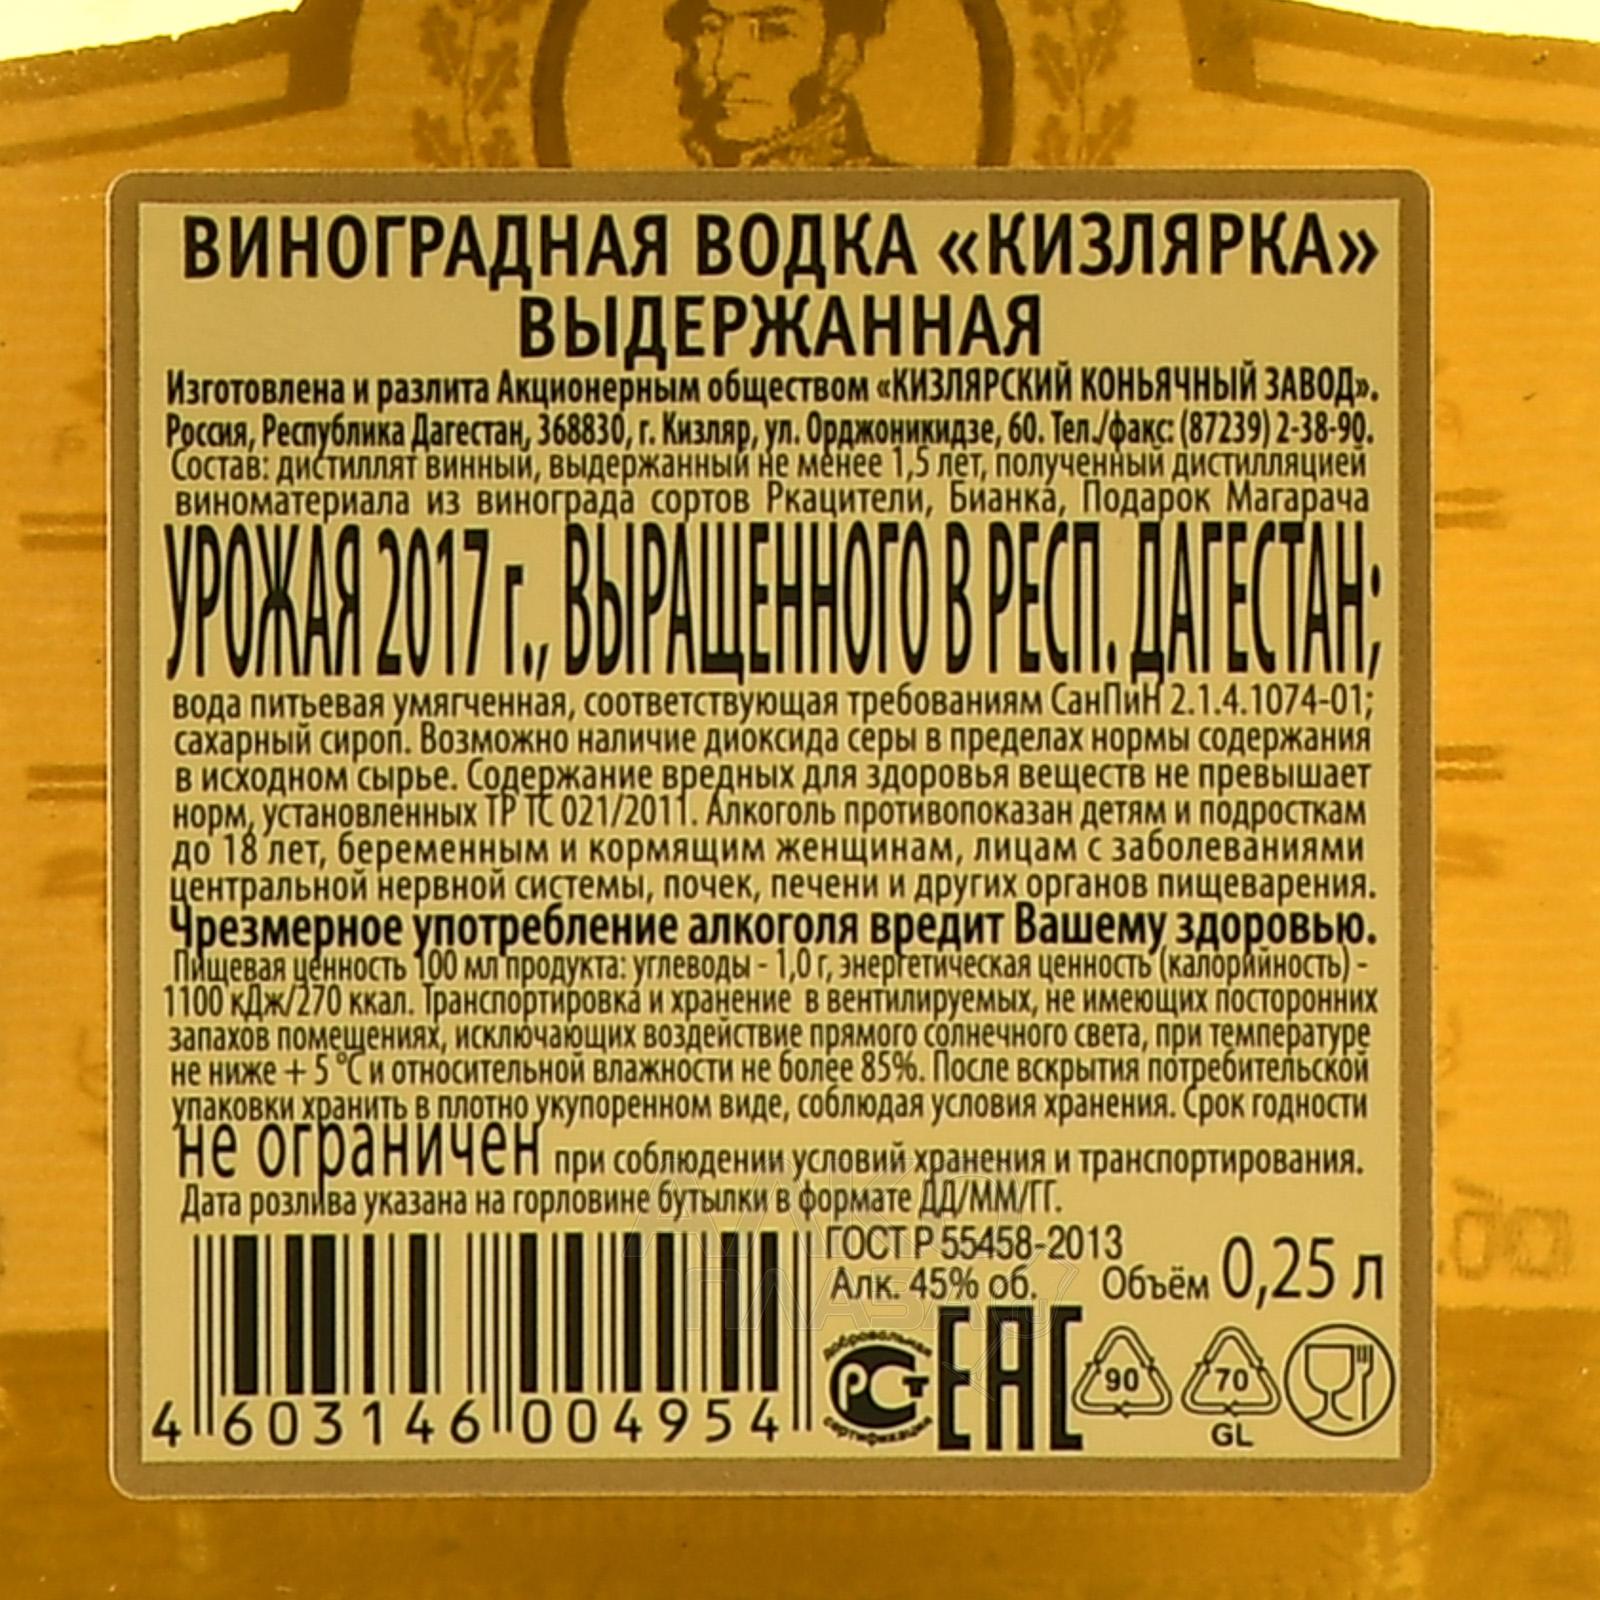 ВИНОГРАДНАЯ ВОДКА «КИЗЛЯРКА»
ВЫДЕРЖАННАЯ
Изготовлена и разлита Акционерным обществом «КИЗЛЯРСКИЙ КОНЬЯЧНЫЙ ЗАВОД».
Россия, Республика Дагестан, 368830, г. Кизляр, ул. Орджоникидзе, 60. Тел./факс: (87239) 2-38-90.
Состав: дистиллят винный, выдержанный не менее 1,5 лет, полученный дистилляцией
виноматериала из винограда сортов Ркацители, Бианка, Подарок Магарача
УРОЖАЯ 2017 г., ВЫРАЩЕННОГО В РЕСП. ДАГЕСТАН;
вода питьевая умягченная, соответствующая требованиям СанПиН 2.1.4.1074-01;
сахарный сироп. Возможно наличие диоксида серы в пределах нормы содержания
в исходном сырье. Содержание вредных для здоровья веществ не превышает
норм, установленных ТР ТС 021/2011. Алкоголь противопоказан детям и подросткам
до 18 лет, беременным и кормящим женщинам, лицам с заболеваниями
центральной нервной системы, почек, печени и других органов пищеварения.
Чрезмерное употребление алкоголя вредит Вашему здоровью.
Пищевая ценность 100 мл продукта: углеводы - 1,0 г, энергетическая ценность (калорийность) -
1100 кДж/270 ккал. Транспортировка и хранение в вентилируемых, не имеющих посторонних
запахов помещениях, исключающих воздействие прямого солнечного света, при температуре
не ниже + 5 °С и относительной влажности не более 85%. После вскрытия потребительской
упаковки хранить в плотно укупоренном виде, соблюдая условия хранения. Срок годности
не ограничен при соблюдении условий хранения и транспортирования.
Дата розлива указана на горловине бутылки в формате ДД/ММ/ГГ.
ГОСТ Р 55458-2013
Алк. 45% об. Объём 0,25 л
АЛКО
ПЛАЗА.ru
добровольная
РСТ
сертификация
EAC
90
70
GL
4 603146 004954